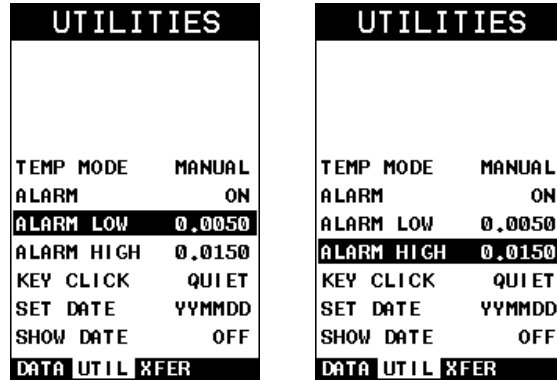 UTILITIES
TEMP MODE MANUAL
ALARM ON
ALARM LOW 0.0050
ALARM HIGH 0.0150
KEY CLICK QUIET
SET DATE YYMMDD
SHOW DATE OFF
DATA UTIL XFER
UTILITIES
TEMP MODE MANUAL
ALARM ON
ALARM LOW 0.0050
ALARM HIGH 0.0150
KEY CLICK QUIET
SET DATE YYMMDD
SHOW DATE OFF
DATA UTIL XFER